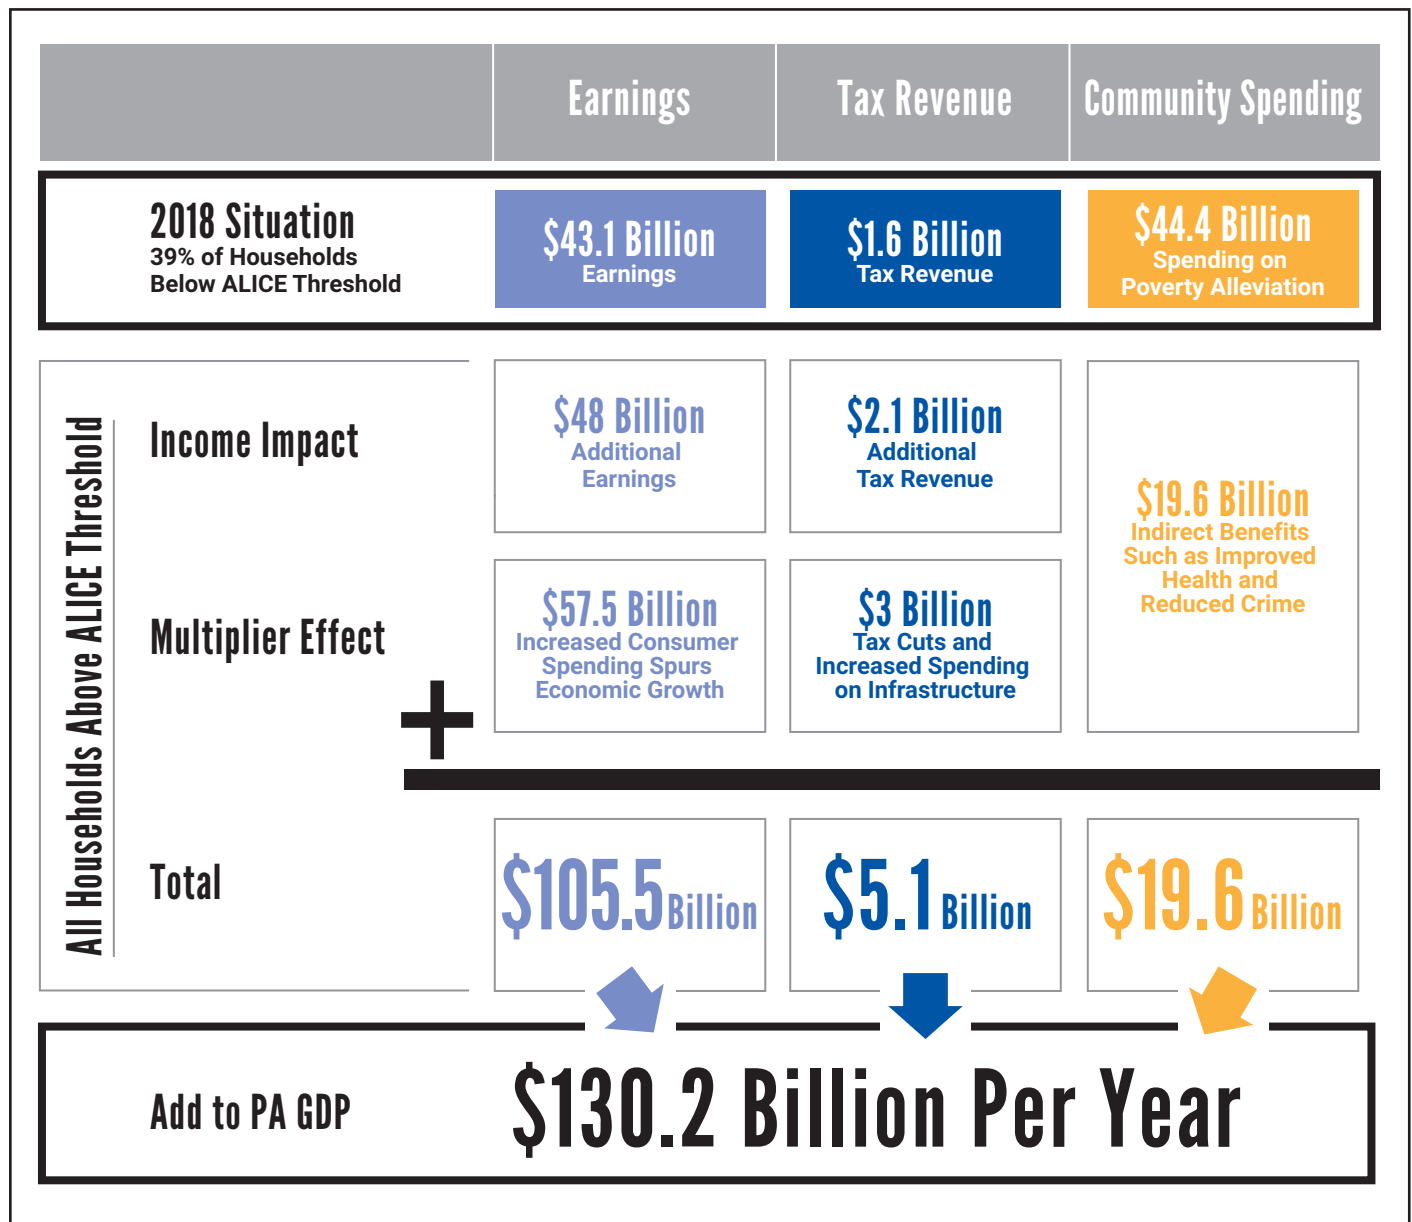 Earnings
Tax Revenue
Community Spending
2018 Situation
39% of Households
Below ALICE Threshold
$43.1 Billion
Earnings
$1.6 Billion
Tax Revenue
$44.4 Billion
Spending on
Poverty Alleviation
All Households Above ALICE Threshold
Income Impact
$48 Billion
Additional
Earnings
$2.1 Billion
Additional
Tax Revenue
$19.6 Billion
Indirect Benefits
Such as Improved
Health and
Reduced Crime
Multiplier Effect
$57.5 Billion
Increased Consumer
Spending Spurs
Economic Growth
$3 Billion
Tax Cuts and
Increased Spending
on Infrastructure
+
Total
$105.5 Billion
$5.1 Billion
$19.6 Billion
Add to PA GDP
$130.2 Billion Per Year